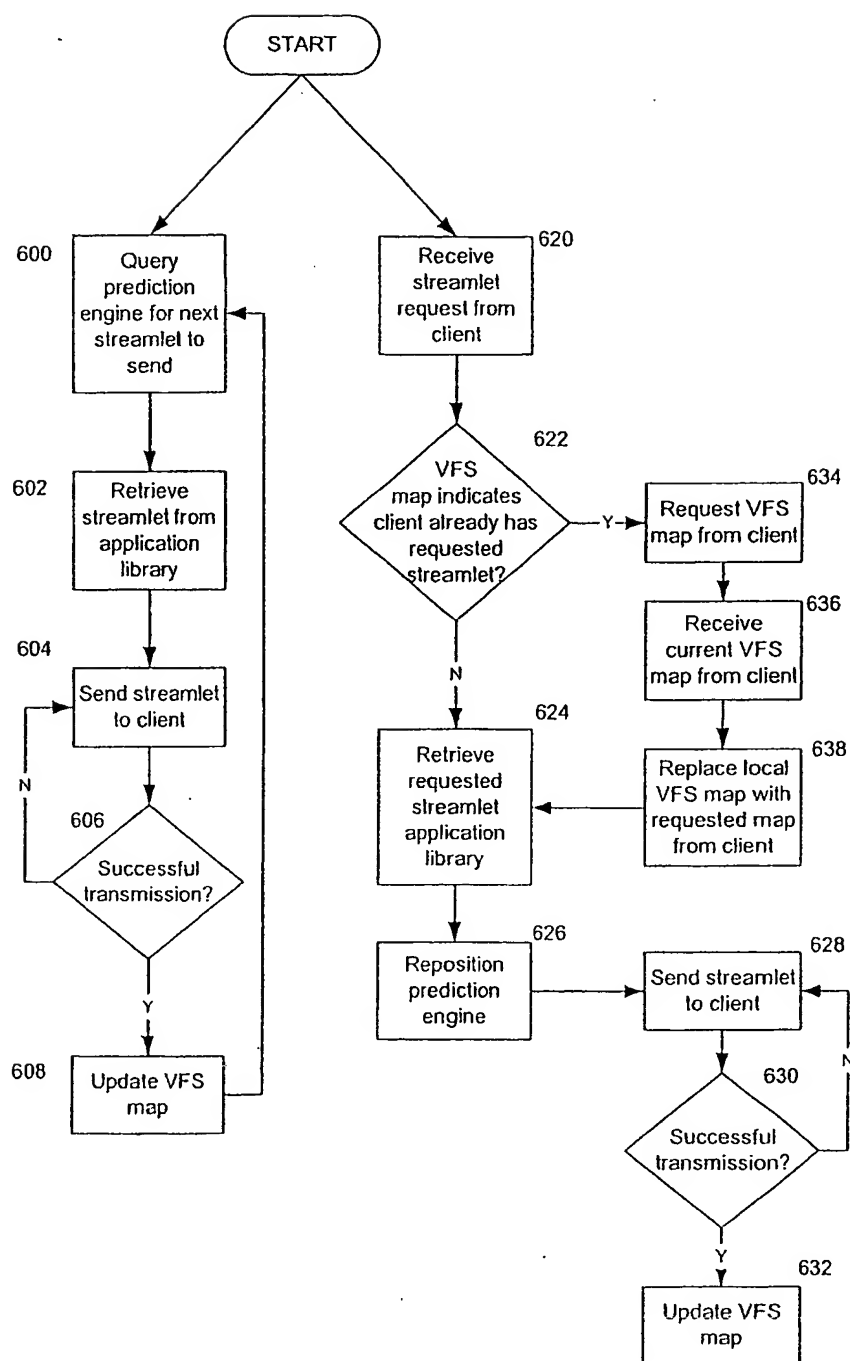 START
600
Query
prediction
engine for next
streamlet to
send
602
Retrieve
streamlet from
application
library
604
Send streamlet
to client
N
606
Successful
transmission?
Y
608
Update VFS
map
620
Receive
streamlet
request from
client
622
VFS
map indicates
client already has
requested
streamlet?
Y
N
634
Request VFS
map from client
636
Receive
current VFS
map from client
638
Replace local
VFS map with
requested map
from client
624
Retrieve
requested
streamlet
application
library
626
Reposition
prediction
engine
628
Send streamlet
to client
N
630
Successful
transmission?
Y
632
Update VFS
map